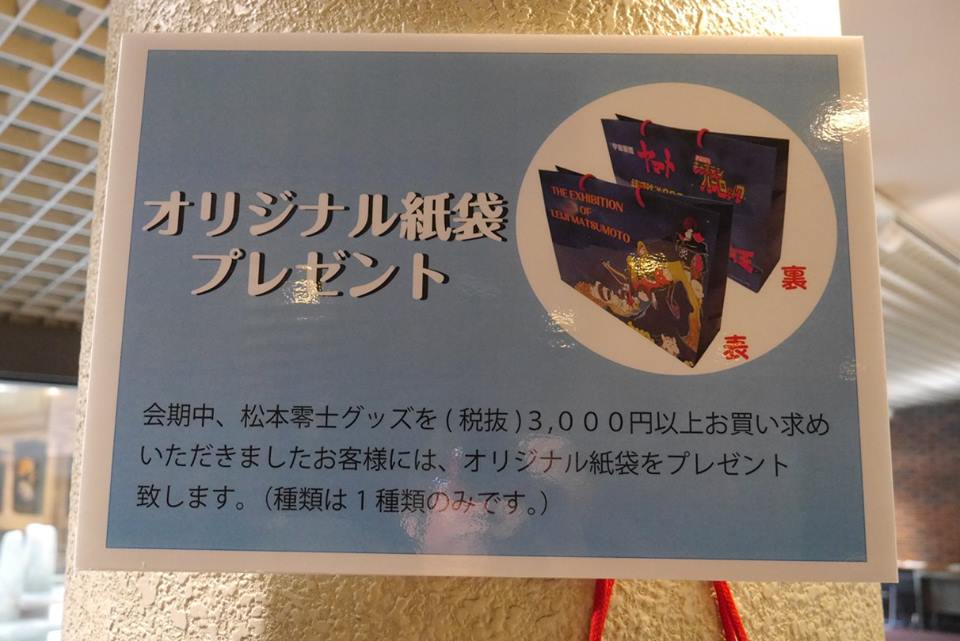 オリジナル紙袋
プレゼント
THE EXHIBITION
OF
LEIJI MATSUMOTO
宇宙戦艦
ヤマト
裏
表
会期中、松本零士グッズを(税抜)3,000円以上お買い求め
いただきましたお客様には、オリジナル紙袋をプレゼント
致します。(種類は1種類のみです。)